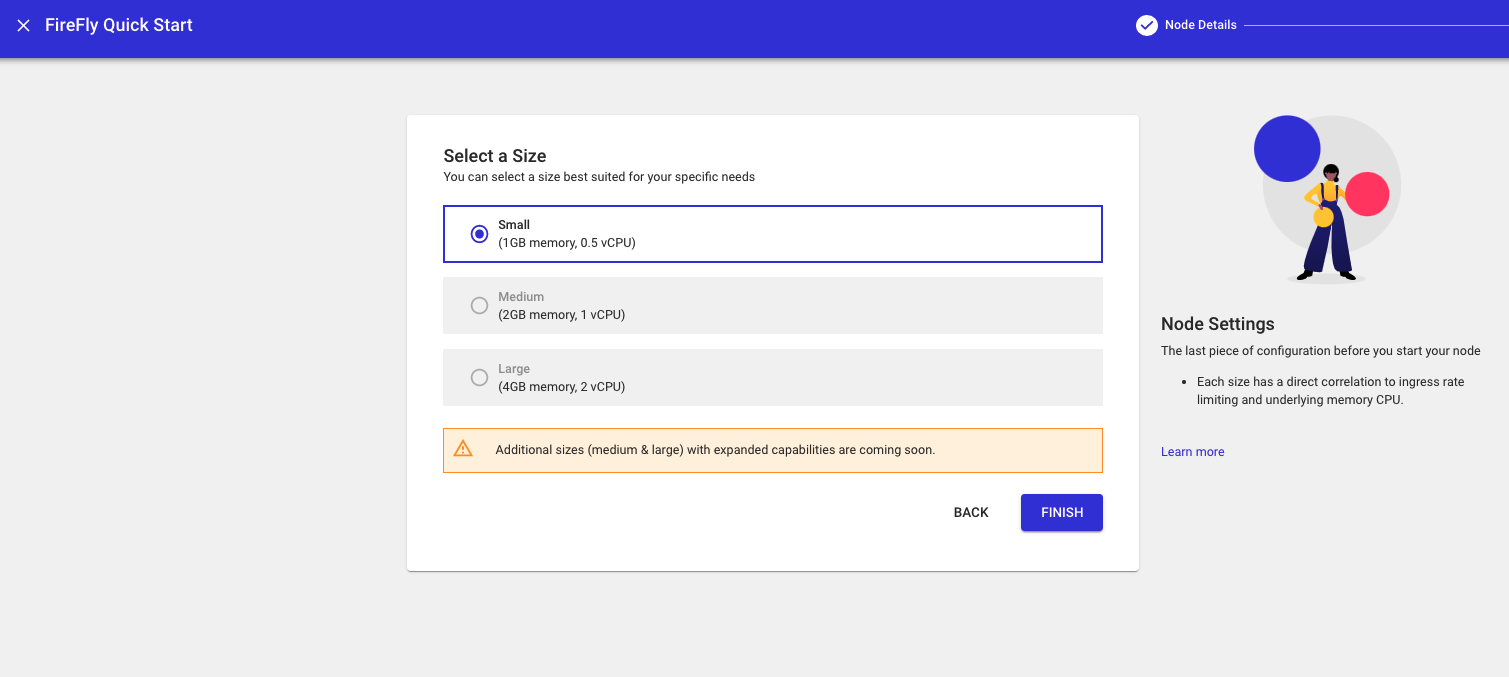 FireFly Quick Start
Node Details
Select a Size
You can select a size best suited for your specific needs
Small
(1GB memory, 0.5 vCPU)
Medium
(2GB memory, 1 vCPU)
Large
(4GB memory, 2 vCPU)
Additional sizes (medium & large) with expanded capabilities are coming soon.
BACK
FINISH
Node Settings
The last piece of configuration before you start your node
Each size has a direct correlation to ingress rate
limiting and underlying memory CPU.
Learn more